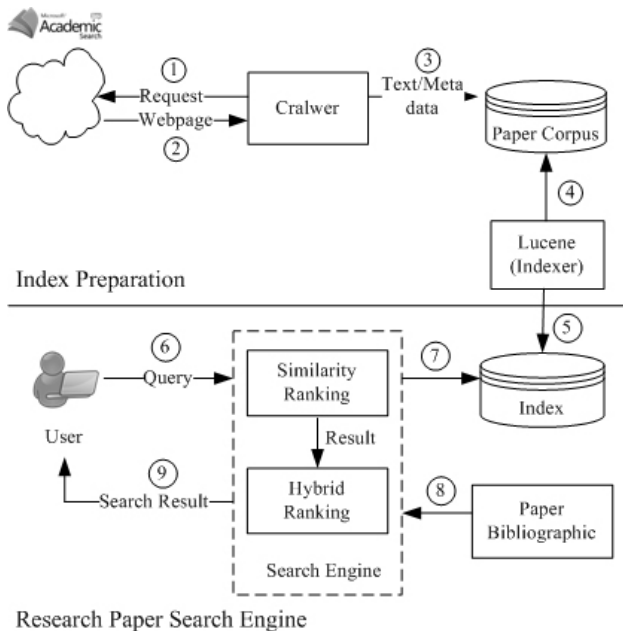 Microsoft
Academic
Search
1
Request
Webpage
2
Cralwer
3
Text/Meta
data
Paper Corpus
4
Lucene
(Indexer)
Index Preparation
5
6
Query
Similarity
Ranking
7
Index
User
Result
9
Search Result
Hybrid
Ranking
8
Paper
Bibliographic
Search Engine
Research Paper Search Engine